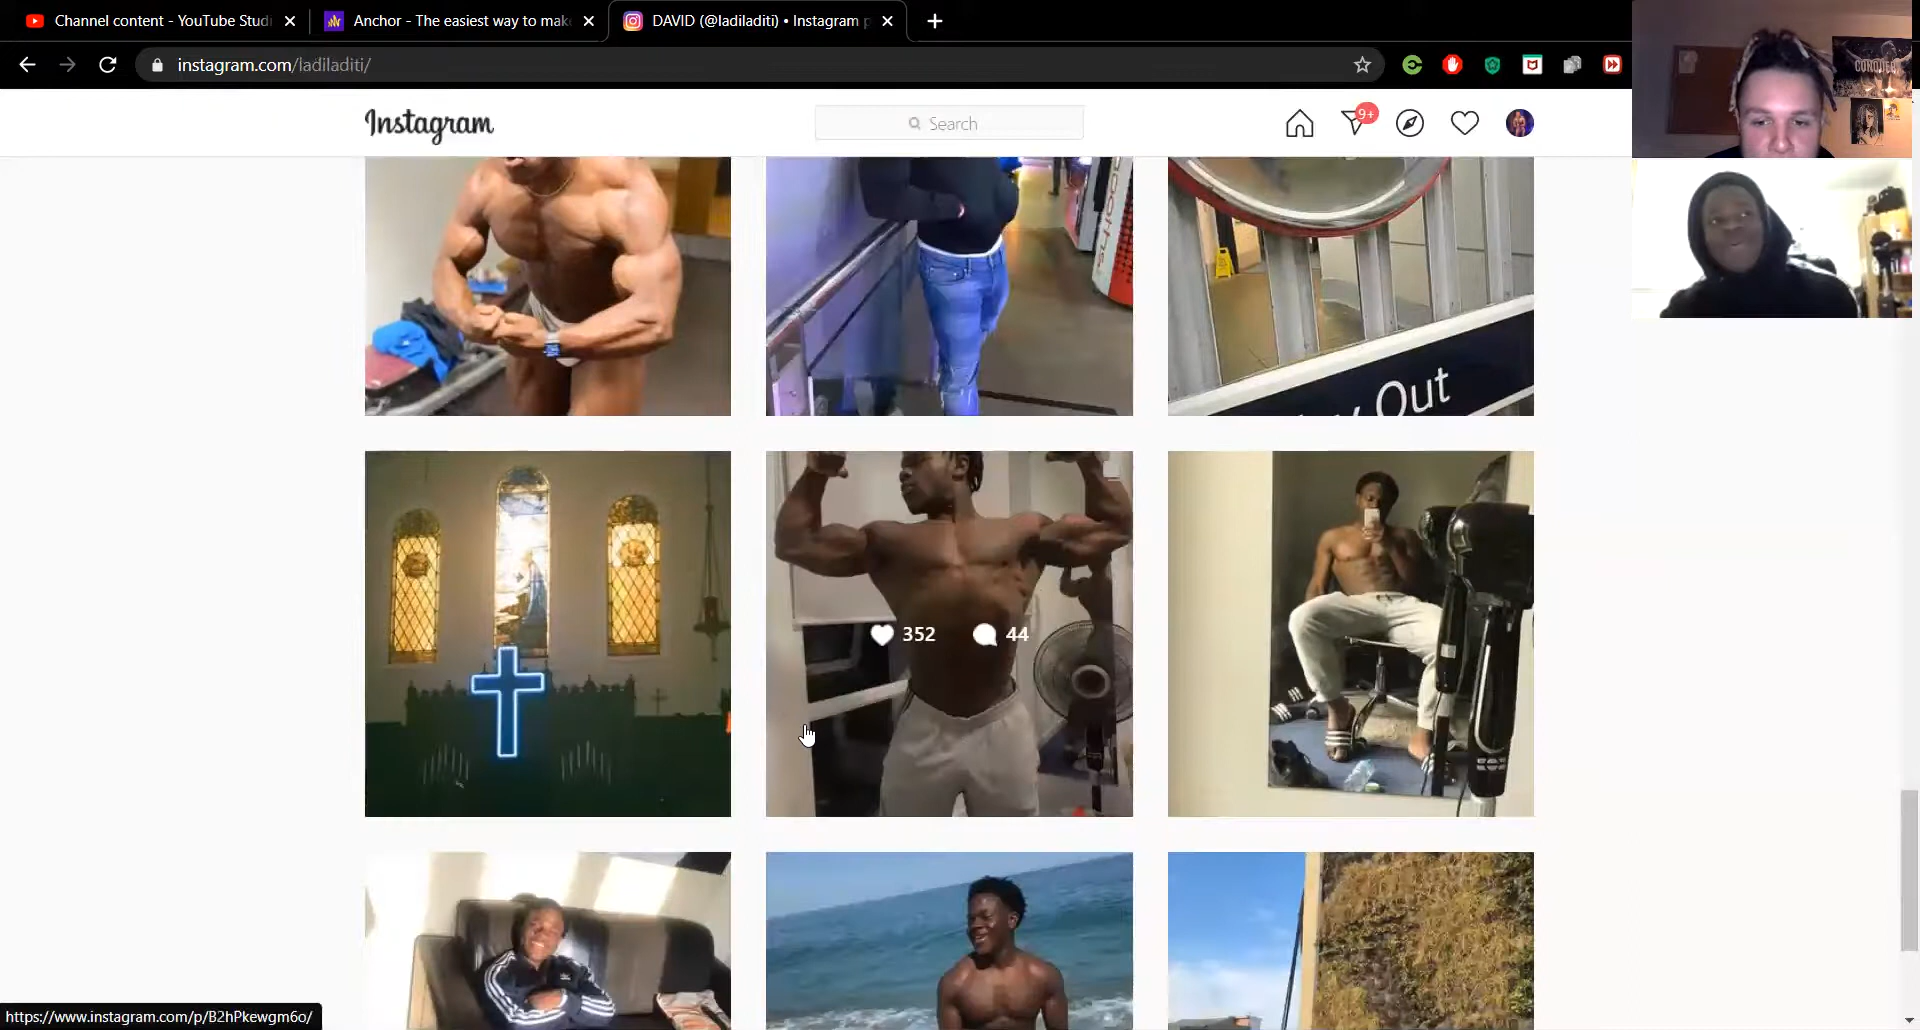 Channel content - YouTube Studi
Anchor - The easiest way to mak
DAVID (@ladiladiti) • Instagram p
instagram.com/ladiladiti/
Instagram
Search
9+
CONQUER
Out
352
44
https://www.instagram.com/p/B2hPkewgm6o/